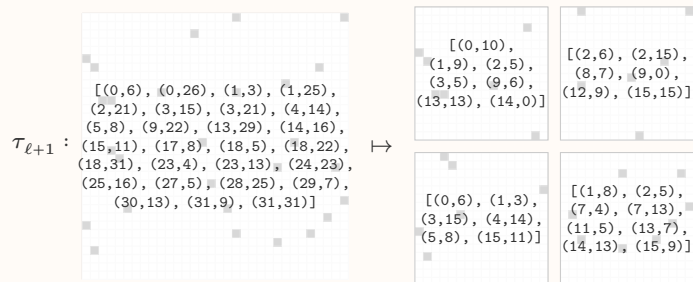 [(0,6), (0,26), (1,3), (1,25),
(2,21), (3,15), (3,21), (4,14),
(5,8), (9,22), (13,29), (14,16),
(15,11), (17,8), (18,5), (18,22),
(18,31), (23,4), (23,13), (24,23),
(25,16), (27,5), (28,25), (29,7),
(30,13), (31,9), (31,31)]
τℓ+1 : ↦
[(0,10),
(1,9), (2,5),
(3,5), (9,6),
(13,13), (14,0)]
[(2,6), (2,15),
(8,7), (9,0),
(12,9), (15,15)]
[(0,6), (1,3),
(3,15), (4,14),
(5,8), (15,11)]
[(1,8), (2,5),
(7,4), (7,13),
(11,5), (13,7),
(14,13), (15,9)]